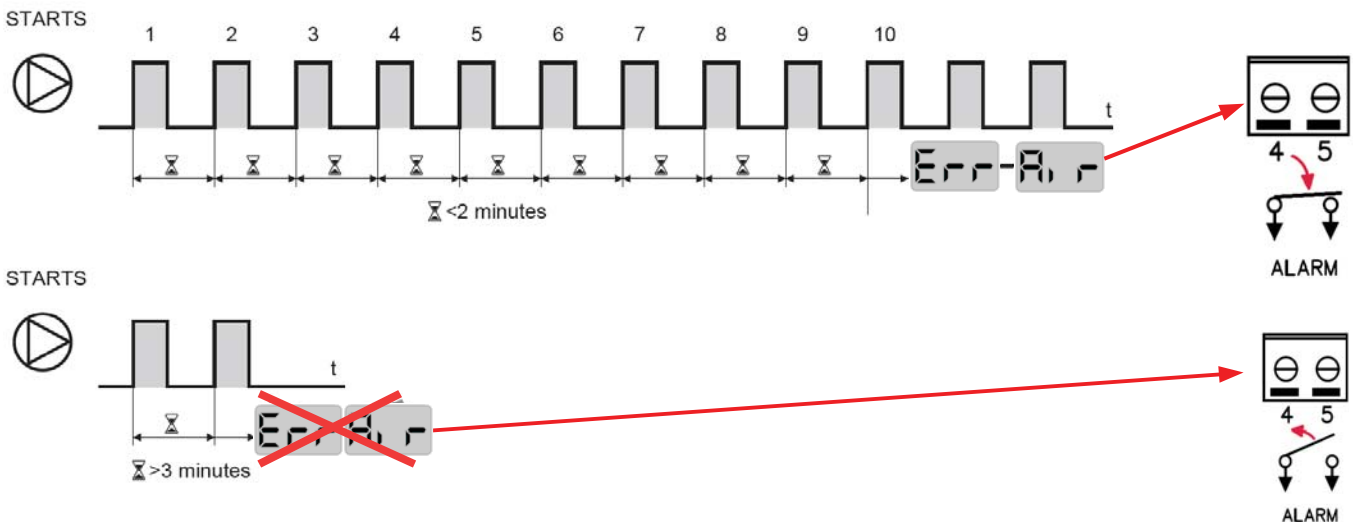 STARTS
1 2 3 4 5 6 7 8 9 10
t
Err-Air
<2 minutes
4 5
ALARM
STARTS
t
Err Air
>3 minutes
4 5
ALARM